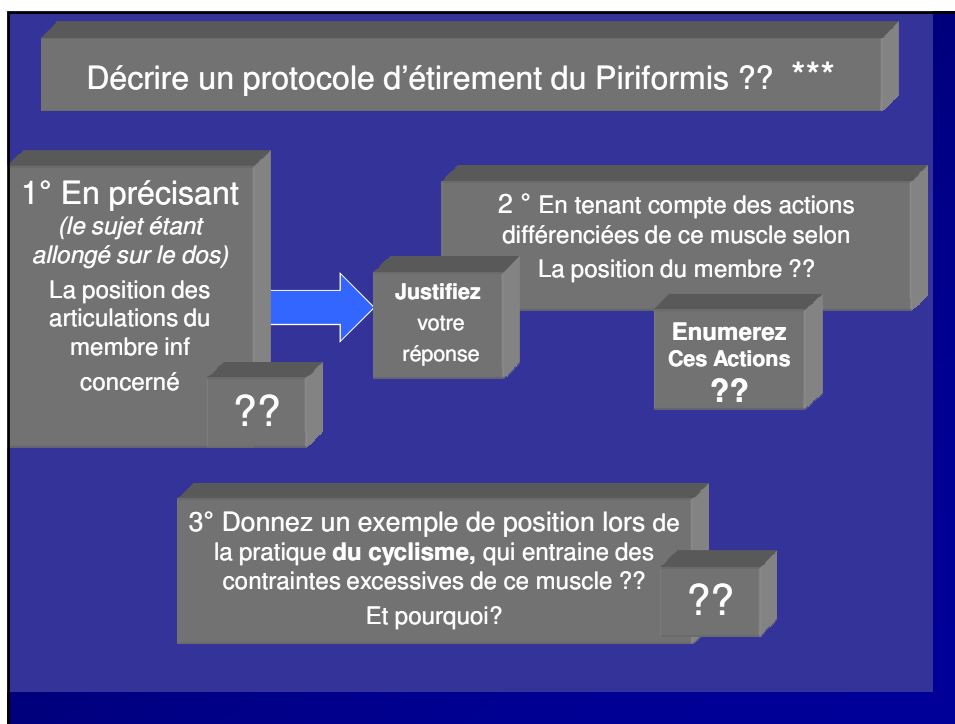 Décrire un protocole d'étirement du Piriformis ?? ***
1° En précisant
(le sujet étant
allongé sur le dos)
La position des
articulations du
membre inf
concerné
??
Justifiez
votre
réponse
2 ° En tenant compte des actions
différenciées de ce muscle selon
La position du membre ??
Enumerez
Ces Actions
??
3° Donnez un exemple de position lors de
la pratique du cyclisme, qui entraine des
contraintes excessives de ce muscle ??
Et pourquoi?
??